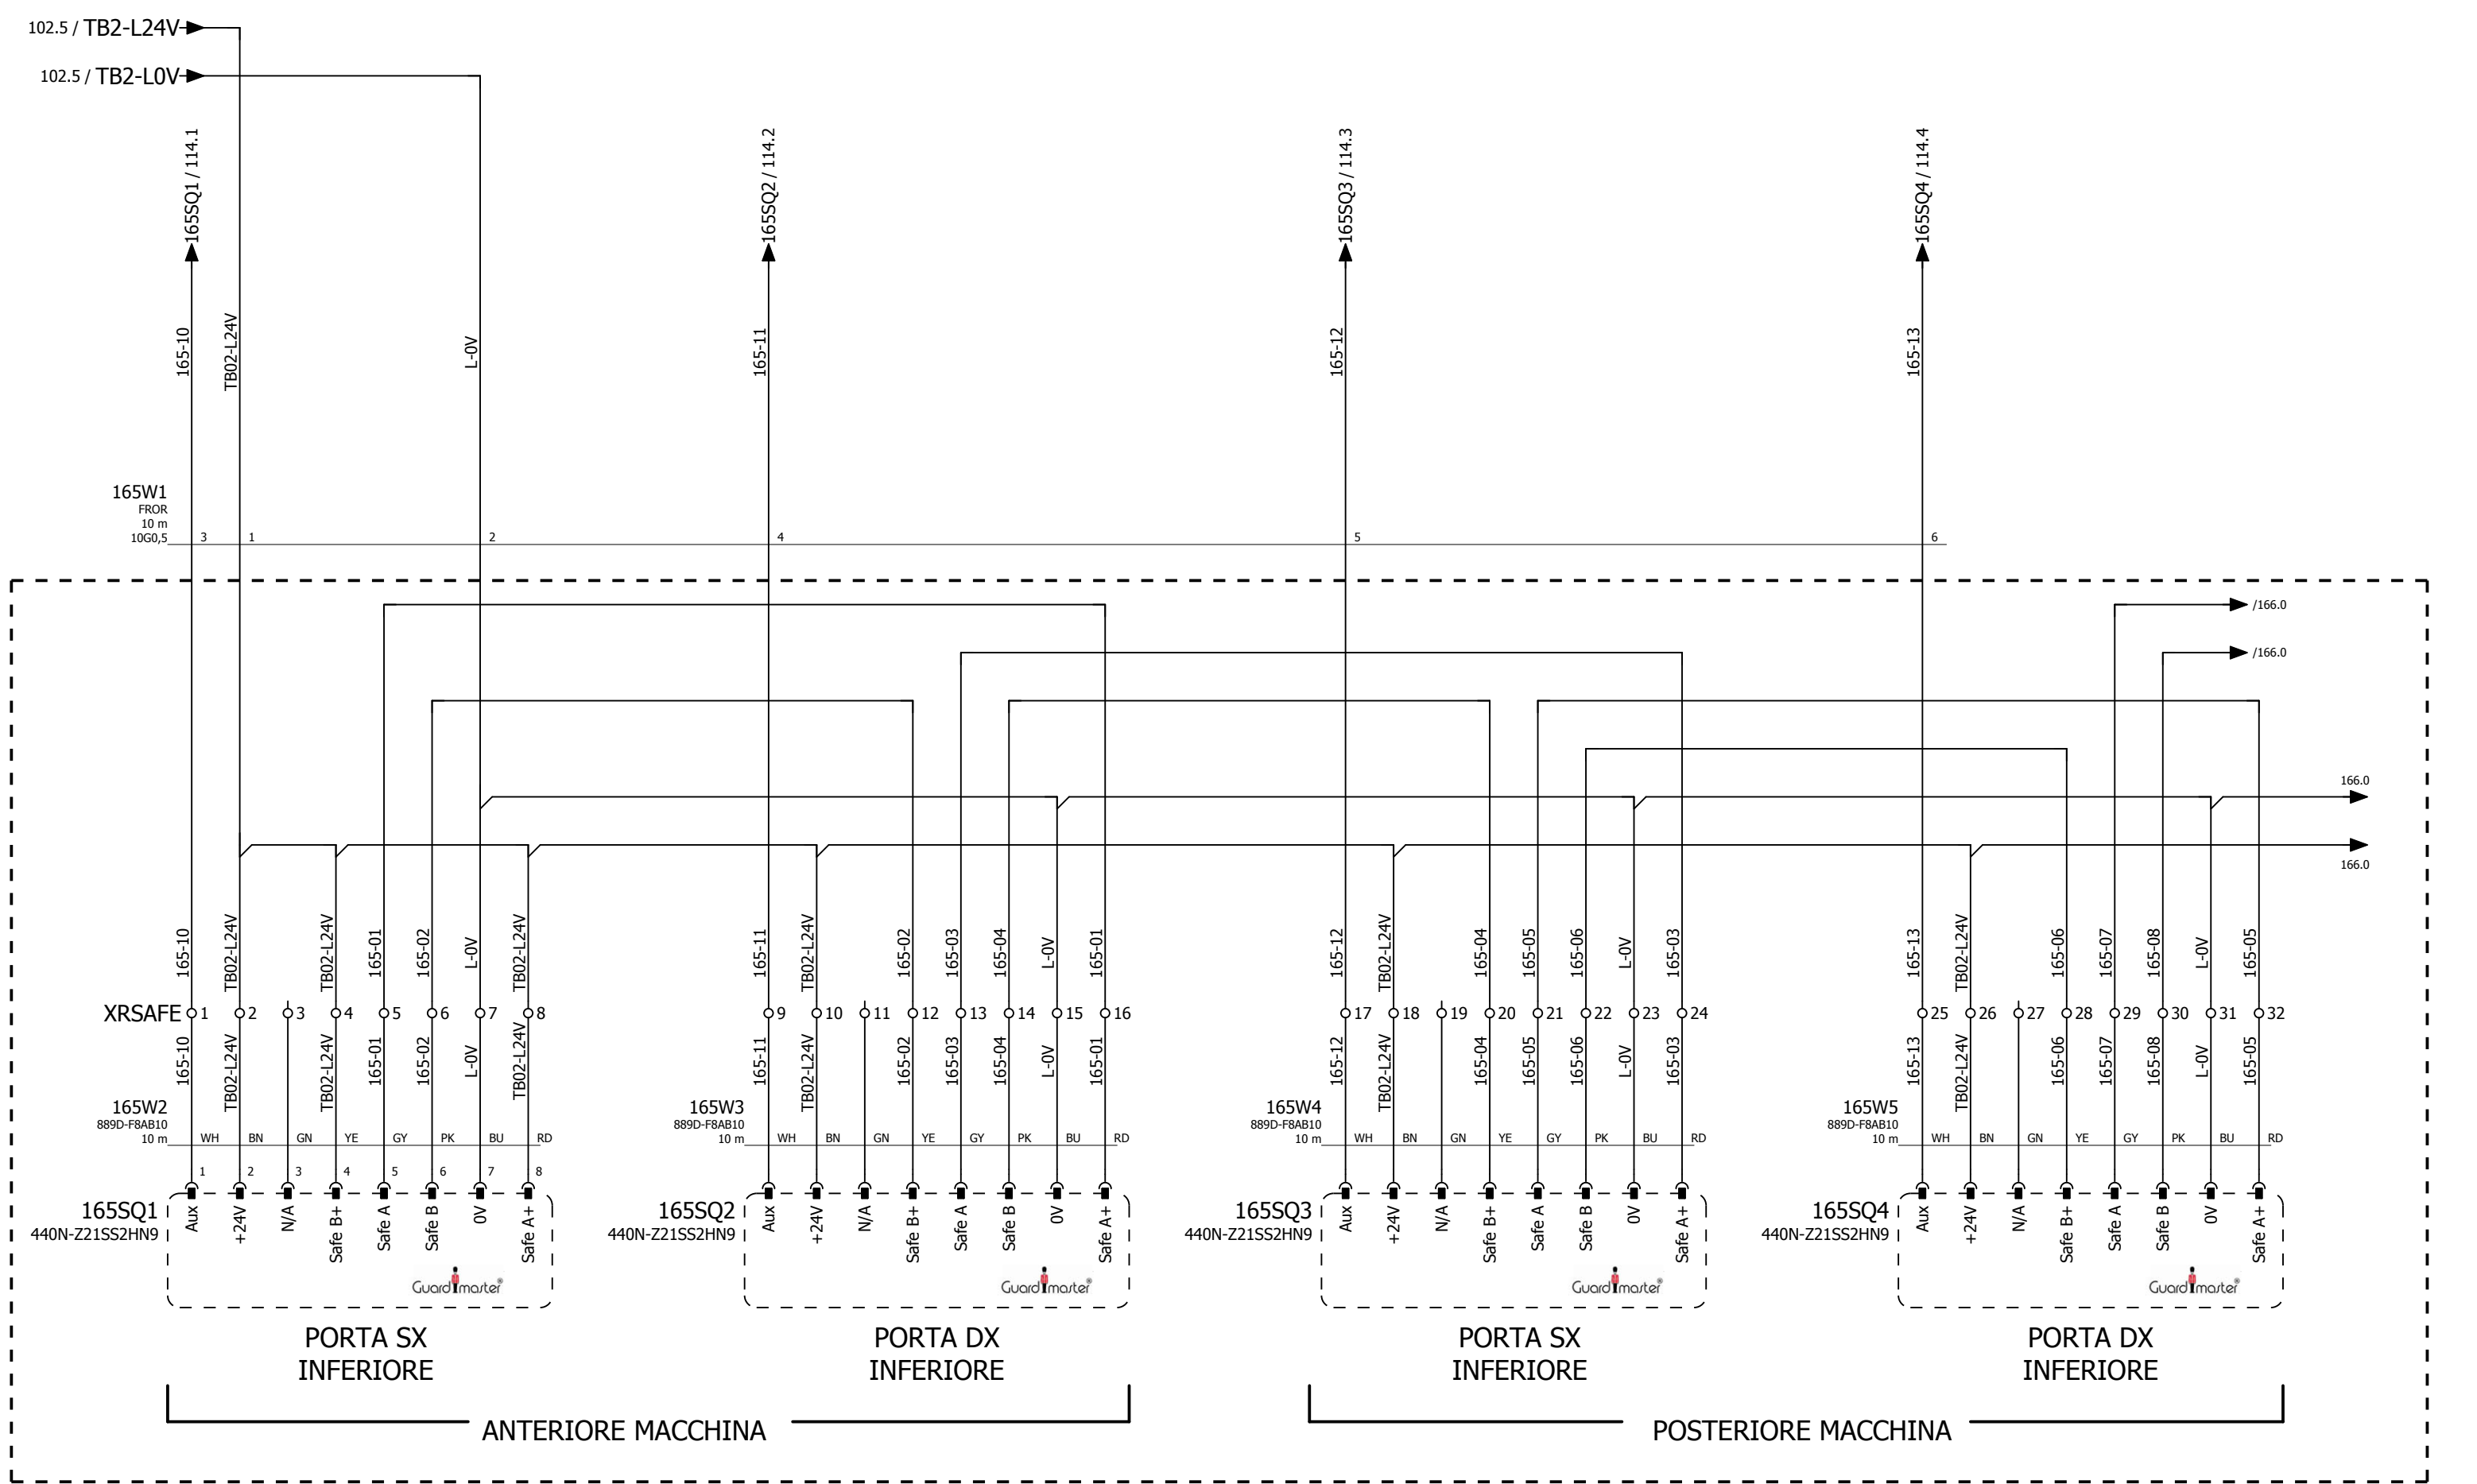 102.5 / TB2-L24V
102.5 / TB2-L0V
165SQ1 / 114.1
165SQ2 / 114.2
165SQ3 / 114.3
165SQ4 / 114.4
165-10
TB02-L24V
L-0V
165-11
165-12
165-13
165W1
FROR
10 m
10G0,5
3 1 2 4 5 6
/166.0
/166.0
166.0
166.0
165-10 TB02-L24V TB02-L24V 165-01 165-02 L-0V TB02-L24V
165-11 TB02-L24V 165-02 165-03 165-04 L-0V 165-01
165-12 TB02-L24V 165-04 165-05 165-06 L-0V 165-03
165-13 TB02-L24V 165-06 165-07 165-08 L-0V 165-05
XRSAFE 1 2 3 4 5 6 7 8 9 10 11 12 13 14 15 16 17 18 19 20 21 22 23 24 25 26 27 28 29 30 31 32
165-10 TB02-L24V TB02-L24V 165-01 165-02 L-0V TB02-L24V
165-11 TB02-L24V 165-02 165-03 165-04 L-0V 165-01
165-12 TB02-L24V 165-04 165-05 165-06 L-0V 165-03
165-13 TB02-L24V 165-06 165-07 165-08 L-0V 165-05
165W2
889D-F8AB10
10 m
WH BN GN YE GY PK BU RD
1 2 3 4 5 6 7 8
165W3
889D-F8AB10
10 m
WH BN GN YE GY PK BU RD
165W4
889D-F8AB10
10 m
WH BN GN YE GY PK BU RD
165W5
889D-F8AB10
10 m
WH BN GN YE GY PK BU RD
165SQ1
440N-Z21SS2HN9
Aux +24V N/A Safe B+ Safe A Safe B 0V Safe A+
Guardmaster®
165SQ2
440N-Z21SS2HN9
Aux +24V N/A Safe B+ Safe A Safe B 0V Safe A+
Guardmaster®
165SQ3
440N-Z21SS2HN9
Aux +24V N/A Safe B+ Safe A Safe B 0V Safe A+
Guardmaster®
165SQ4
440N-Z21SS2HN9
Aux +24V N/A Safe B+ Safe A Safe B 0V Safe A+
Guardmaster®
PORTA SX
INFERIORE
PORTA DX
INFERIORE
PORTA SX
INFERIORE
PORTA DX
INFERIORE
ANTERIORE MACCHINA
POSTERIORE MACCHINA